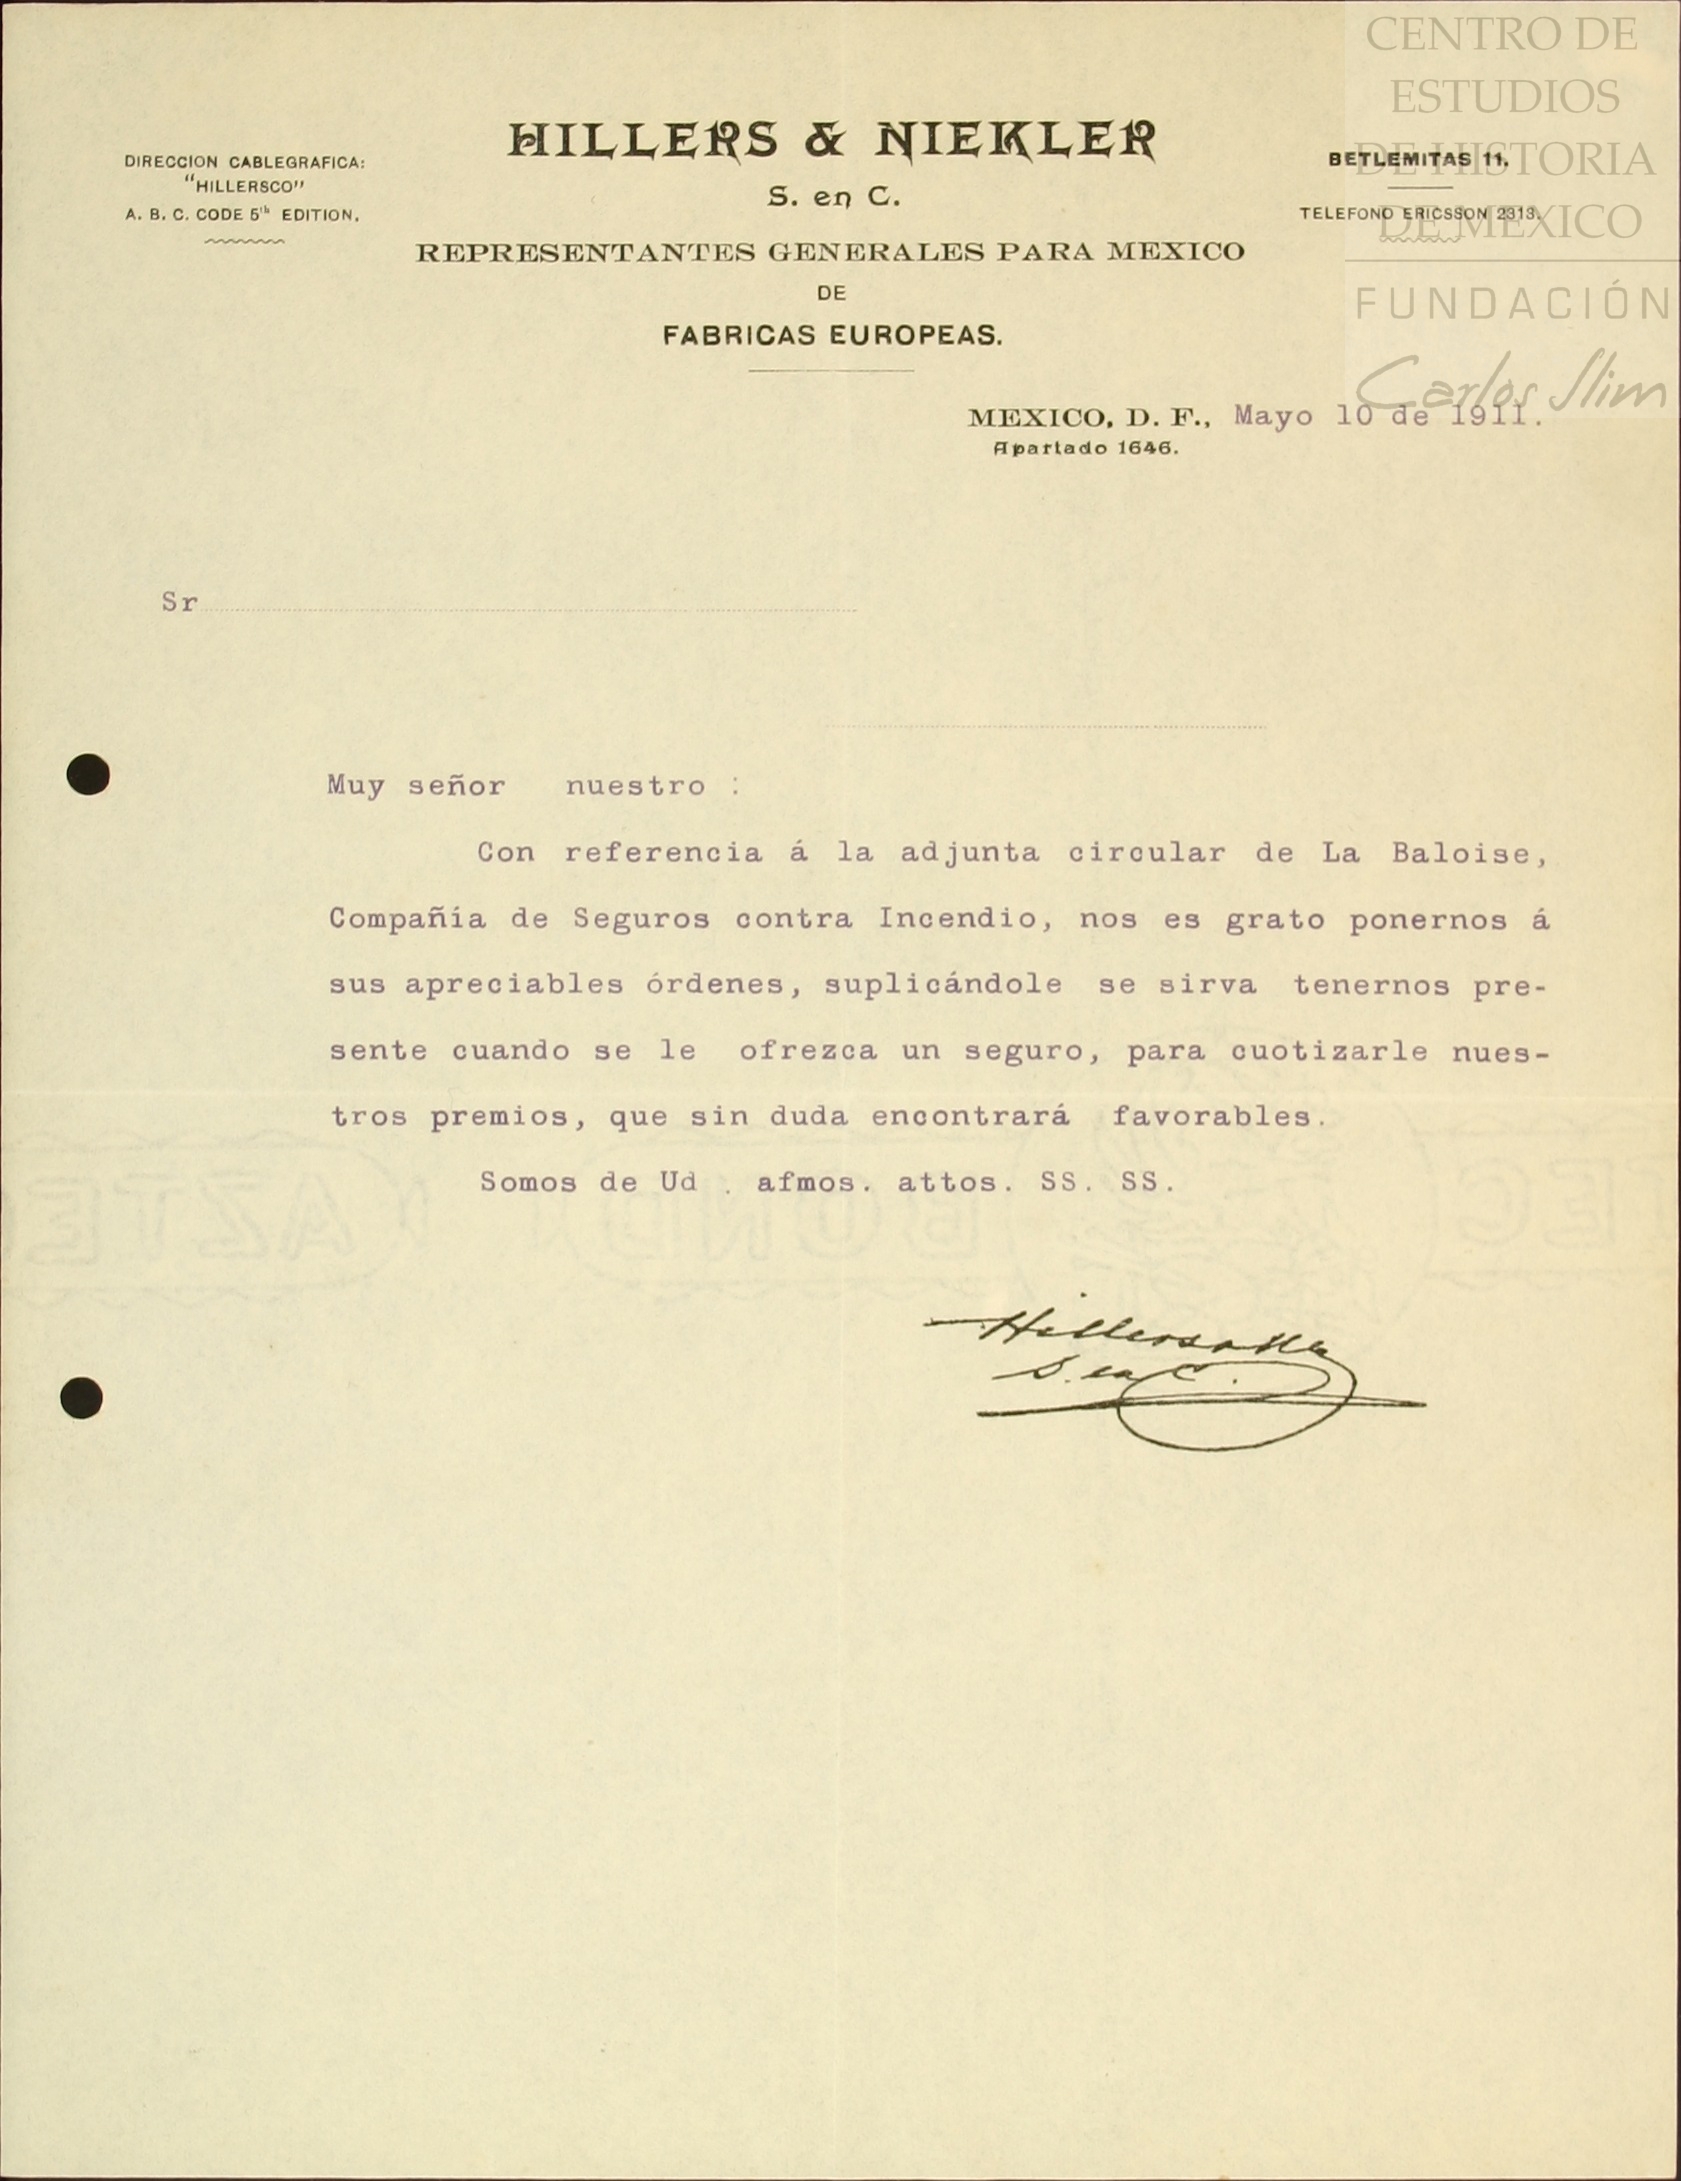 CENTRO DE
ESTUDIOS
DE HISTORIA
DE MEXICO
FUNDACIÓN
Carlos Slim
HILLERS & NIEKLER
S. en C.
REPRESENTANTES GENERALES PARA MEXICO
DE
FABRICAS EUROPEAS.
DIRECCION CABLEGRAFICA:
"HILLERSCO"
A. B. C. CODE 5th EDITION.
BETLEMITAS 11.
TELEFONO ERICSSON 2313.
MEXICO, D. F., Mayo 10 de 1911.
Apartado 1646.
Sr
Muy señor nuestro :
Con referencia á la adjunta circular de La Baloise,
Compañía de Seguros contra Incendio, nos es grato ponernos á
sus apreciables órdenes, suplicándole se sirva tenernos pre-
sente cuando se le ofrezca un seguro, para cuotizarle nues-
tros premios, que sin duda encontrará favorables.
Somos de Ud . afmos. attos. SS. SS.
S. en C.
AZTEC
BOND